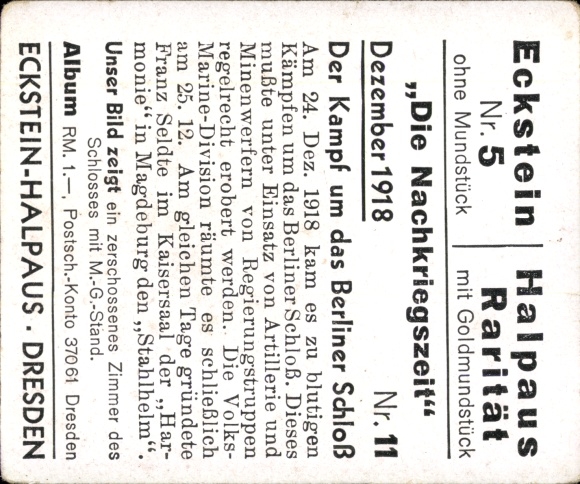 Eckstein Halpaus
Nr. 5 Rarität
ohne Mundstück mit Goldmundstück
„Die Nachkriegszeit“
Dezember 1918 Nr. 11
Der Kampf um das Berliner Schloß
Am 24. Dez. 1918 kam es zu blutigen
Kämpfen um das Berliner Schloß. Dieses
mußte unter Einsatz von Artillerie und
Minenwerfern von Regierungstruppen
regelrecht erobert werden. Die Volks-
Marine-Division räumte es schließlich
am 25. 12. Am gleichen Tage gründete
Franz Seldte im Kaisersaal der „Har-
monie“ in Magdeburg den „Stahlhelm“.
Unser Bild zeigt ein zerschossenes Zimmer des
Schlosses mit M.-G.-Stand.
Album RM. 1.–, Postsch.-Konto 37061 Dresden
ECKSTEIN-HALPAUS · DRESDEN